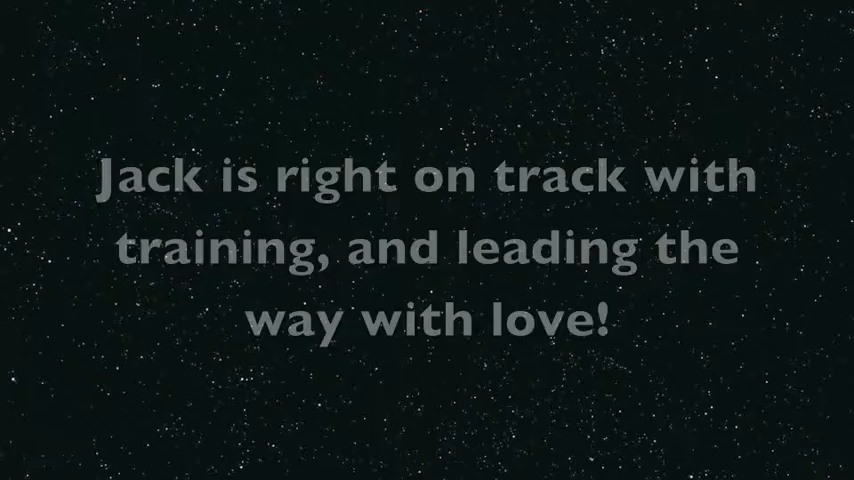 Jack is right on track with
training, and leading the
way with love!